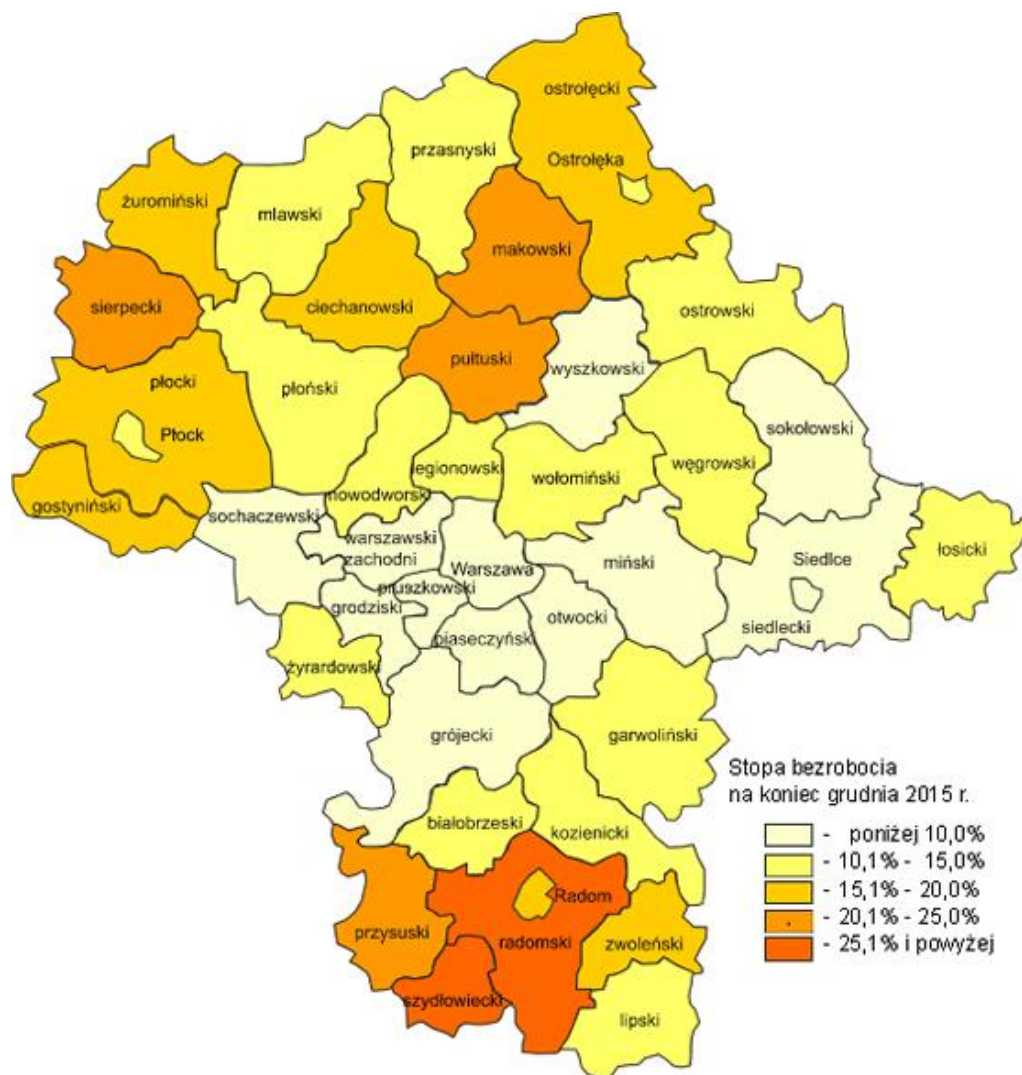 ostrołęcki
przasnyski
Ostrołęka
żuromiński
mlawski
makowski
sierpecki
ciechanowski
ostrowski
pułtuski
wyszkowski
płocki
płoński
sokołowski
Płock
legionowski
wołomiński
węgrowski
gostyniński
nowodworski
sochaczewski
warszawski
zachodni
Warszawa
miński
Siedlce
łosicki
pruszkowski
grodziski
otwocki
siedlecki
piaseczyński
żyrardowski
grójecki
garwoliński
Stopa bezrobocia
na koniec grudnia 2015 r.
białobrzeski
kozienicki
- poniżej 10,0%
- 10,1% - 15,0%
- 15,1% - 20,0%
- 20,1% - 25,0%
- 25,1% i powyżej
Radom
przysuski
radomski
zwoleński
szydłowiecki
lipski